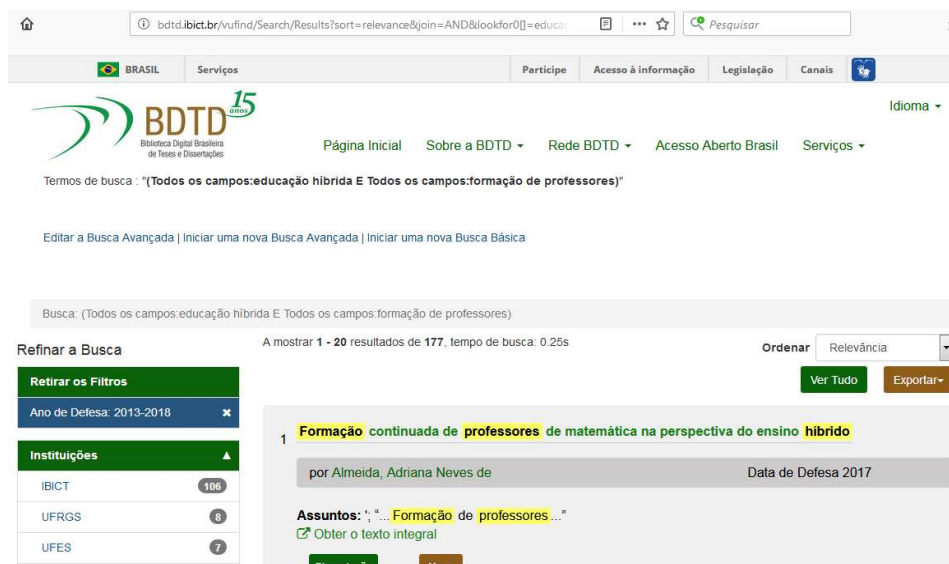 bdtd.ibict.br/vufind/Search/Results?sort=relevance&join=AND&lookfor0[]=educac
Pesquisar
BRASIL Serviços Participe Acesso à informação Legislação Canais
15 anos
BDTD
Biblioteca Digital Brasileira
de Teses e Dissertações
Idioma
Página Inicial Sobre a BDTD Rede BDTD Acesso Aberto Brasil Serviços
Termos de busca : "(Todos os campos:educação híbrida E Todos os campos:formação de professores)"
Editar a Busca Avançada | Iniciar uma nova Busca Avançada | Iniciar uma nova Busca Básica
Busca: (Todos os campos:educação híbrida E Todos os campos:formação de professores)
Refinar a Busca
A mostrar 1 - 20 resultados de 177, tempo de busca: 0.25s
Ordenar Relevância
Retirar os Filtros
Ver Tudo Exportar
Ano de Defesa: 2013-2018 ×
1 Formação continuada de professores de matemática na perspectiva do ensino híbrido
Instituições
por Almeida, Adriana Neves de Data de Defesa 2017
IBICT 106
UFRGS 8
Assuntos: '; “... Formação de professores ...”
Obter o texto integral
UFES 7